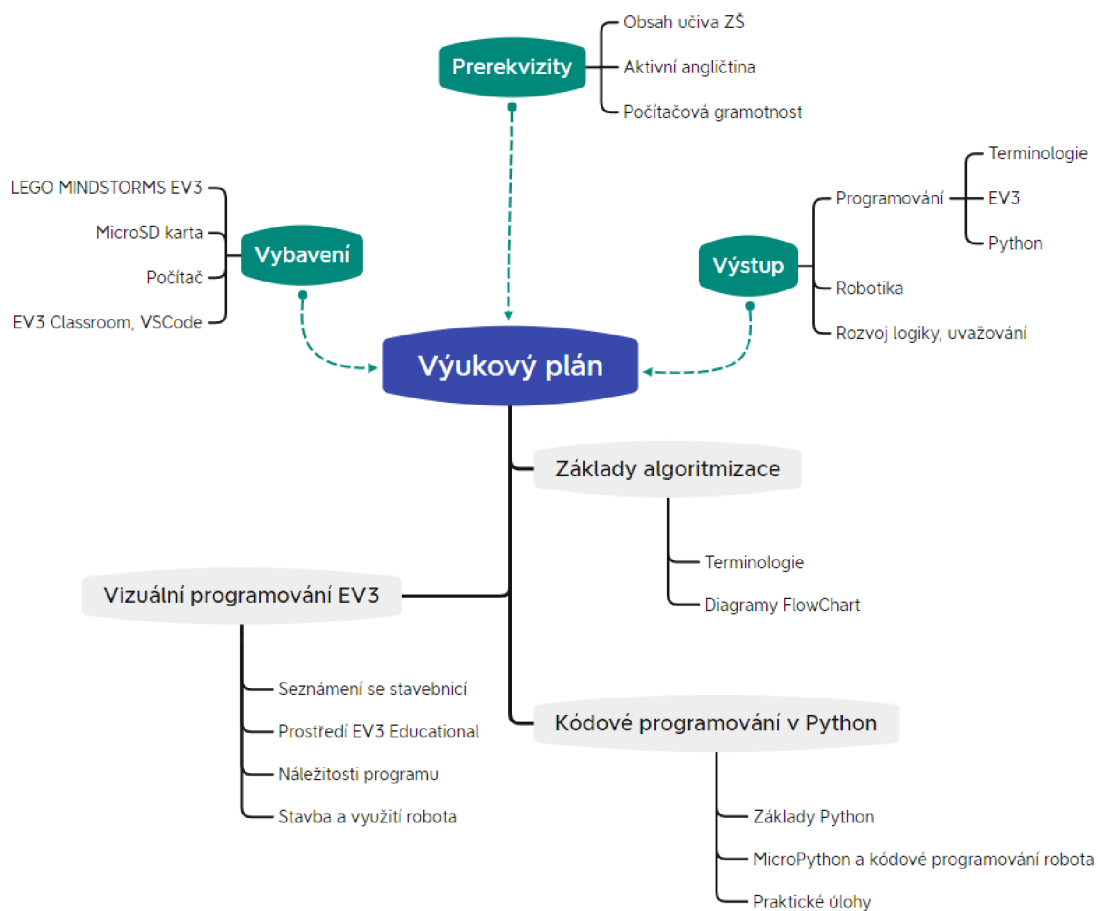 Prerekvizity
Obsah učiva ZŠ
Aktivní angličtina
Počítačová gramotnost
Vybavení
LEGO MINDSTORMS EV3
MicroSD karta
Počítač
EV3 Classroom, VSCode
Výstup
Programování
Terminologie
EV3
Python
Robotika
Rozvoj logiky, uvažování
Výukový plán
Základy algoritmizace
Terminologie
Diagramy FlowChart
Vizuální programování EV3
Seznámení se stavebnicí
Prostředí EV3 Educational
Náležitosti programu
Stavba a využití robota
Kódové programování v Python
Základy Python
MicroPython a kódové programování robota
Praktické úlohy